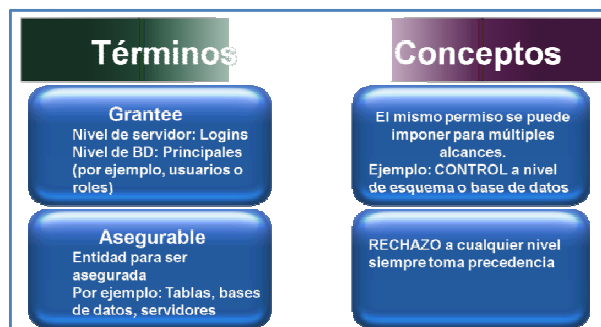 Términos
Grantee
Nivel de servidor: Logins
Nivel de BD: Principales
(por ejemplo, usuarios o
roles)
Asegurable
Entidad para ser
asegurada
Por ejemplo: Tablas, bases
de datos, servidores
Conceptos
El mismo permiso se puede
imponer para múltiples
alcances.
Ejemplo: CONTROL a nivel
de esquema o base de datos
RECHAZO a cualquier nivel
siempre toma precedencia